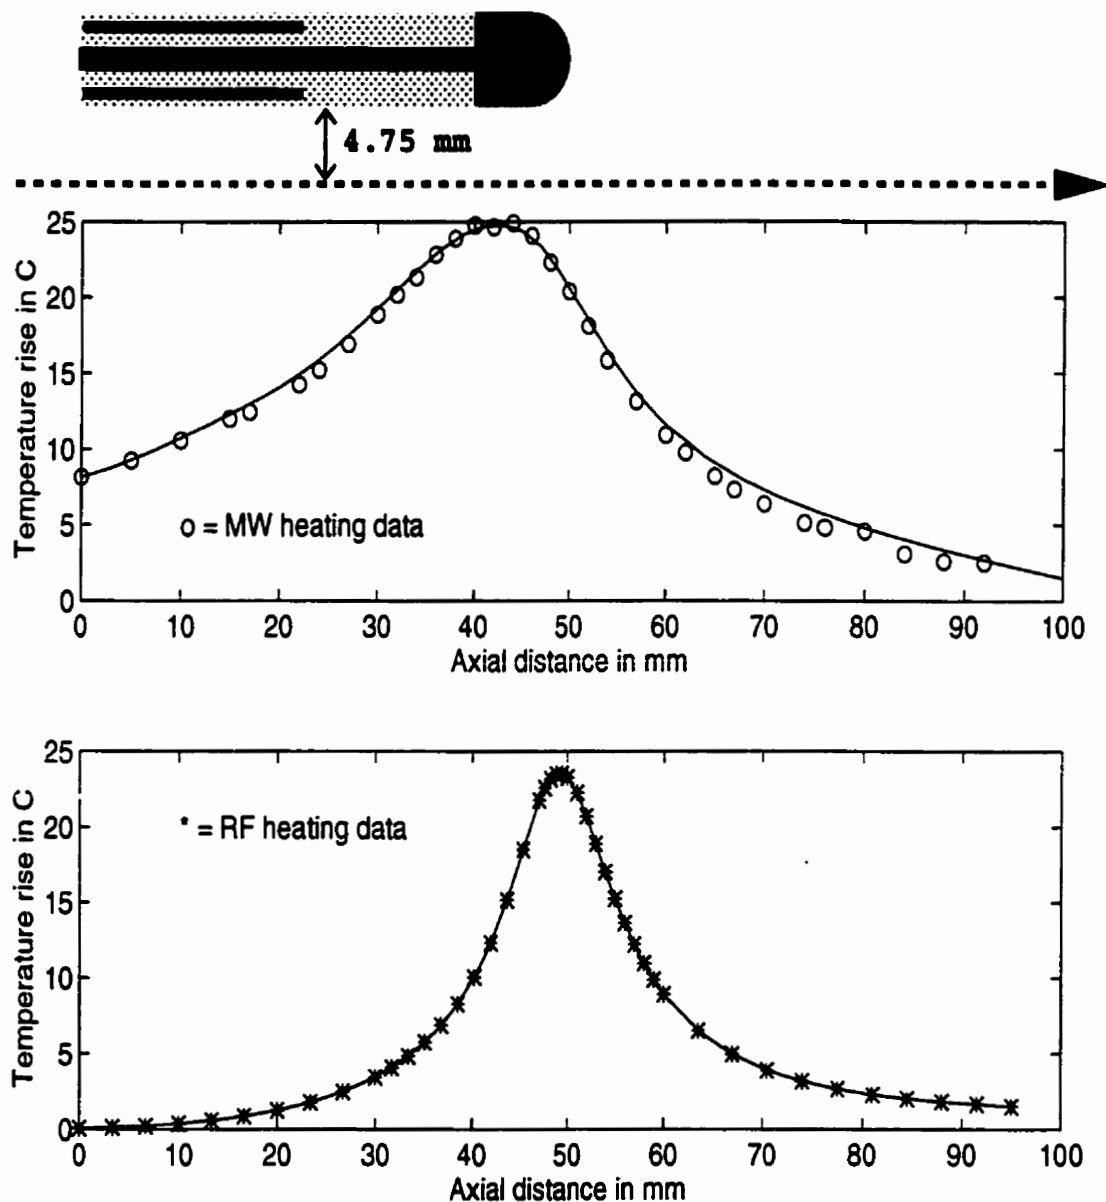 4.75 mm
25
20
15
10
5
0
Temperature rise in C
o = MW heating data
0 10 20 30 40 50 60 70 80 90 100
Axial distance in mm
25
20
15
10
5
0
Temperature rise in C
* = RF heating data
0 10 20 30 40 50 60 70 80 90 100
Axial distance in mm